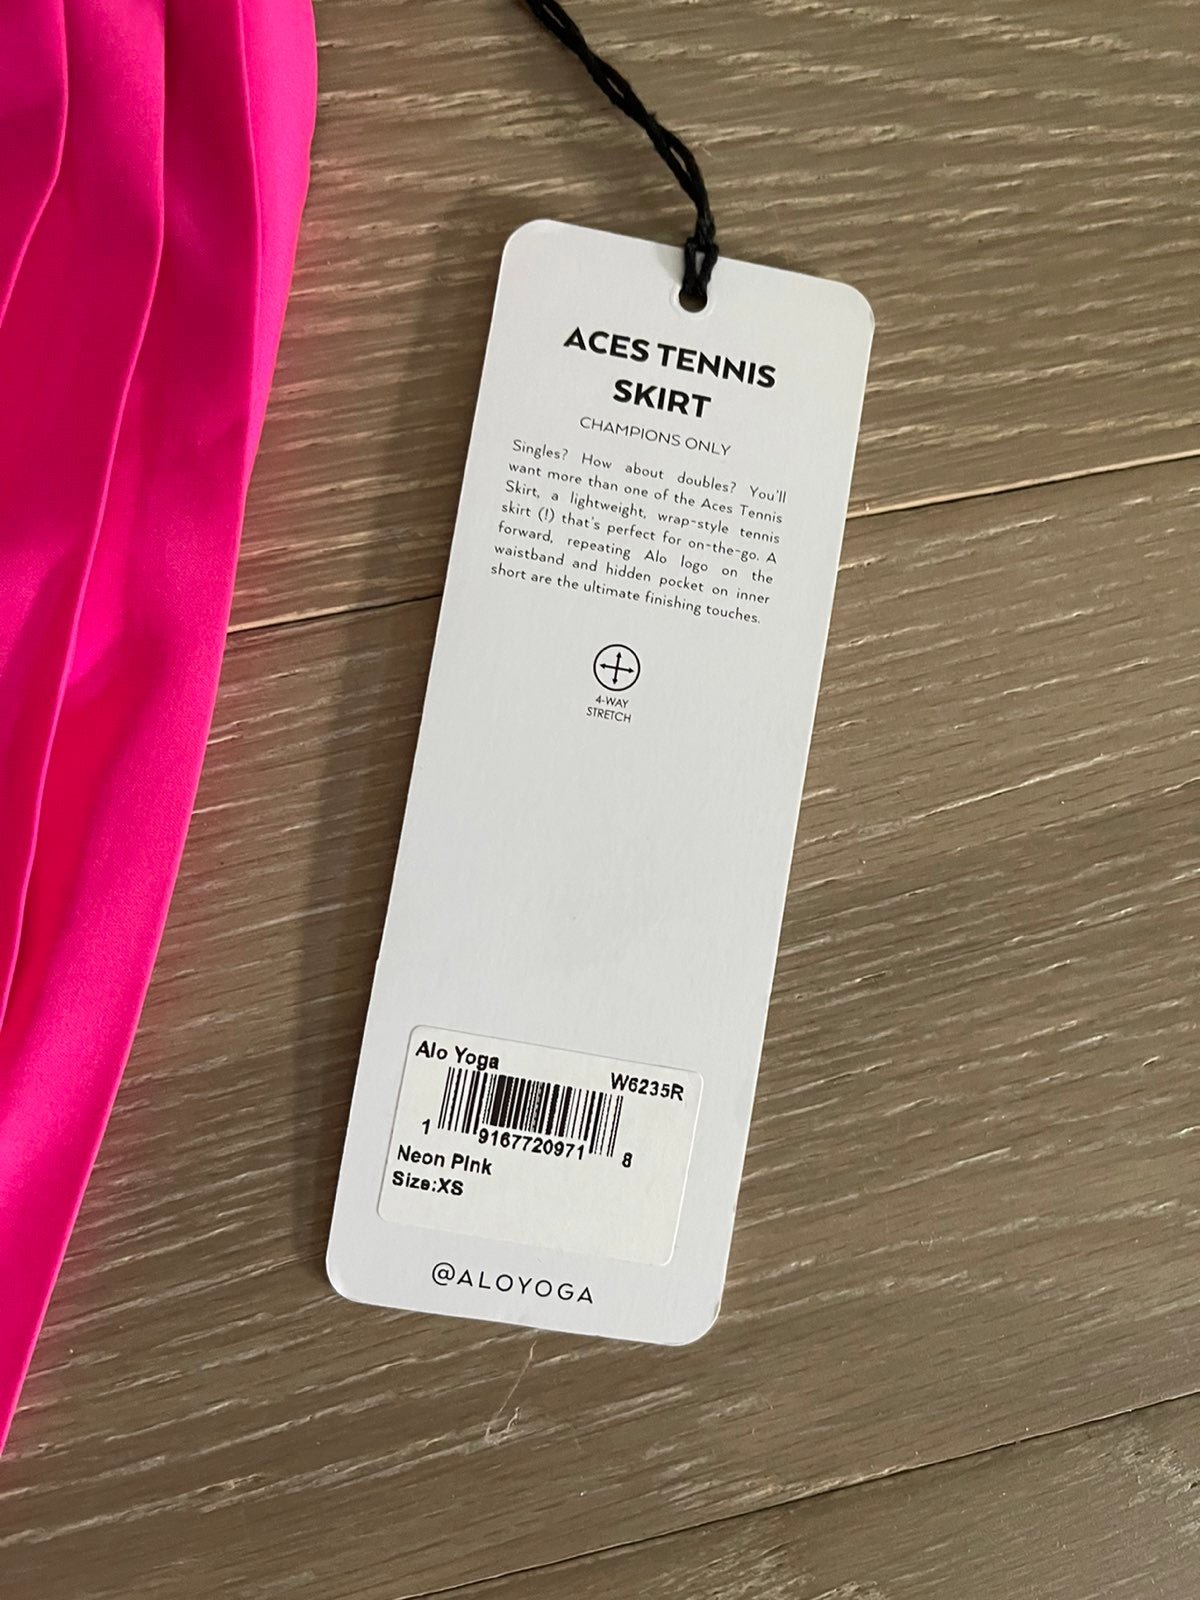 ACES TENNIS
SKIRT
CHAMPIONS ONLY
Singles? How about doubles? You'll
want more than one of the Aces Tennis
Skirt, a lightweight, wrap-style tennis
skirt (!) that's perfect for on-the-go. A
forward, repeating Alo logo on the
waistband and hidden pocket on inner
short are the ultimate finishing touches.
4-WAY
STRETCH
Alo Yoga
W6235R
1 9167720971 8
Neon Pink
Size:XS
@ALOYOGA